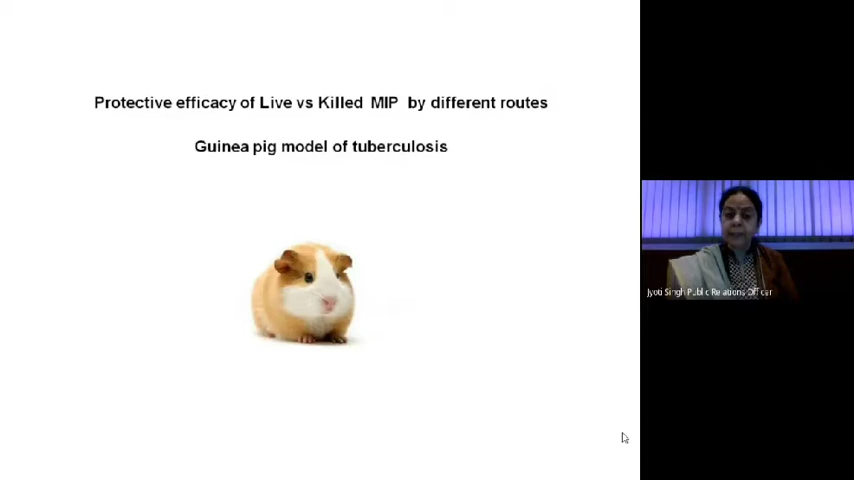 Protective efficacy of Live vs Killed MIP by different routes
Guinea pig model of tuberculosis
Jyoti Singh Public Relations Officer